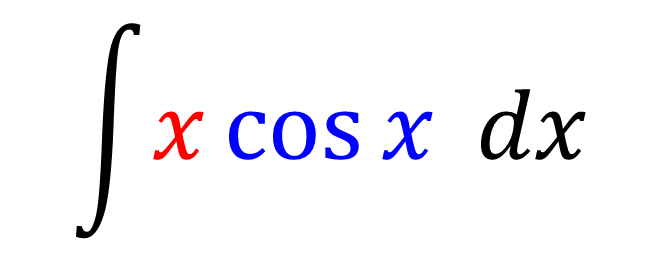 ∫ x cos x dx